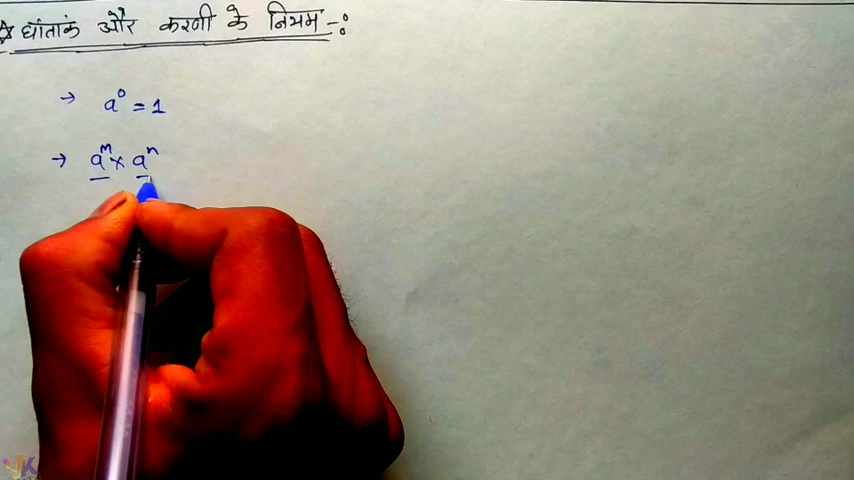 ☆ घांतांक और करणी के नियम -:
→ a⁰ = 1
→ aᵐ × aⁿ